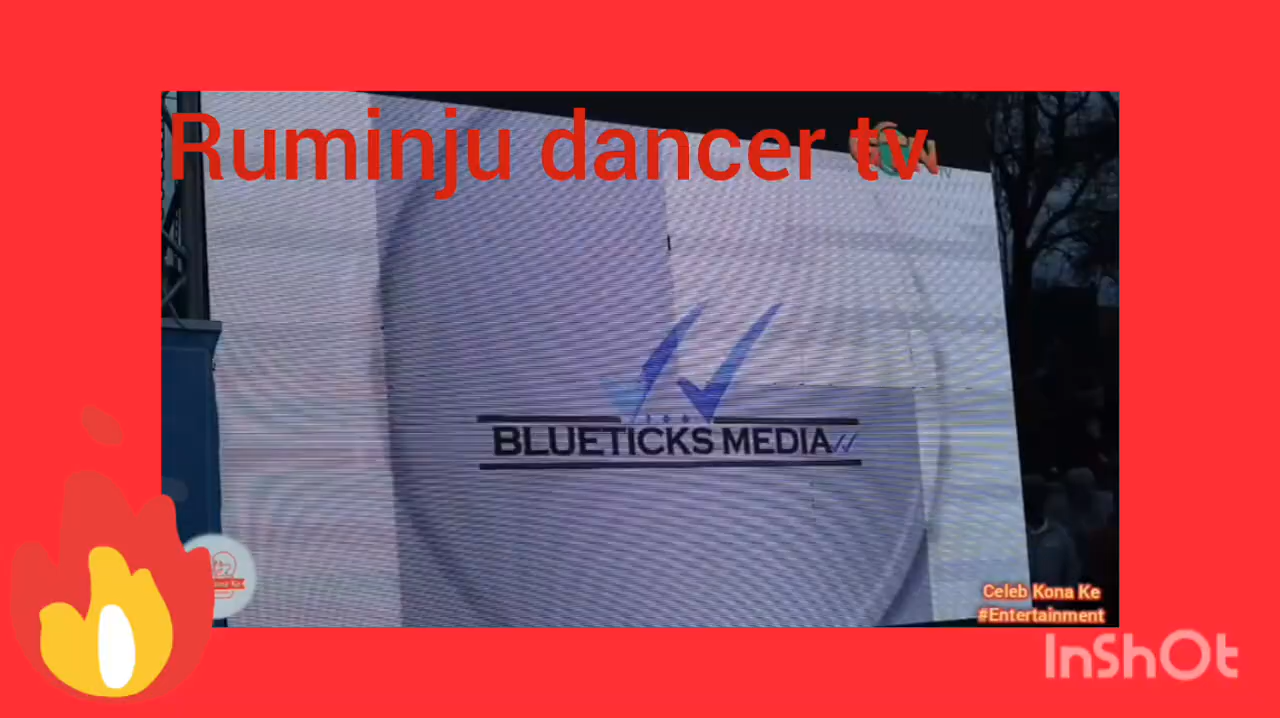 Ruminju dancer tv
BLUETICKS MEDIA
Celeb Kona Ke
#Entertainment
InShOt